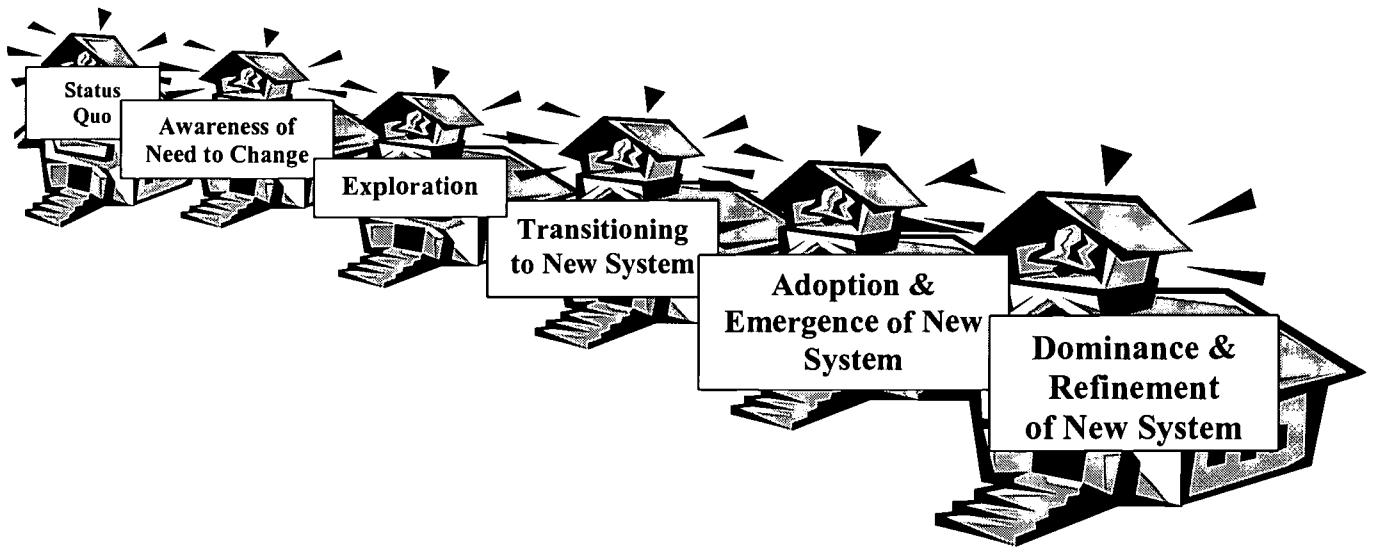 Status
Quo
Awareness of
Need to Change
Exploration
Transitioning
to New System
Adoption &
Emergence of New
System
Dominance &
Refinement
of New System